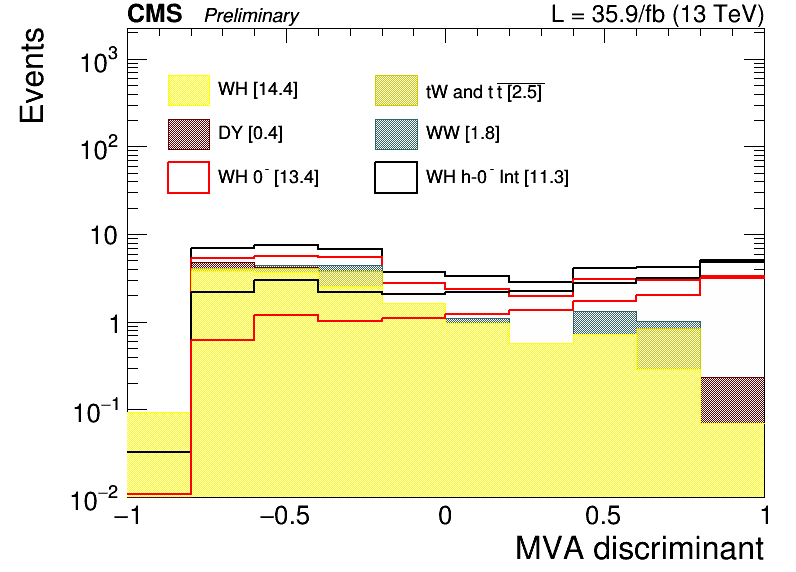 CMS Preliminary L = 35.9/fb (13 TeV)
Events
10³
10²
10
1
10⁻¹
10⁻²
WH [14.4]
tW and t t̅ [2.5]
DY [0.4]
WW [1.8]
WH 0⁻ [13.4]
WH h-0⁻ Int [11.3]
−1 −0.5 0 0.5 1
MVA discriminant